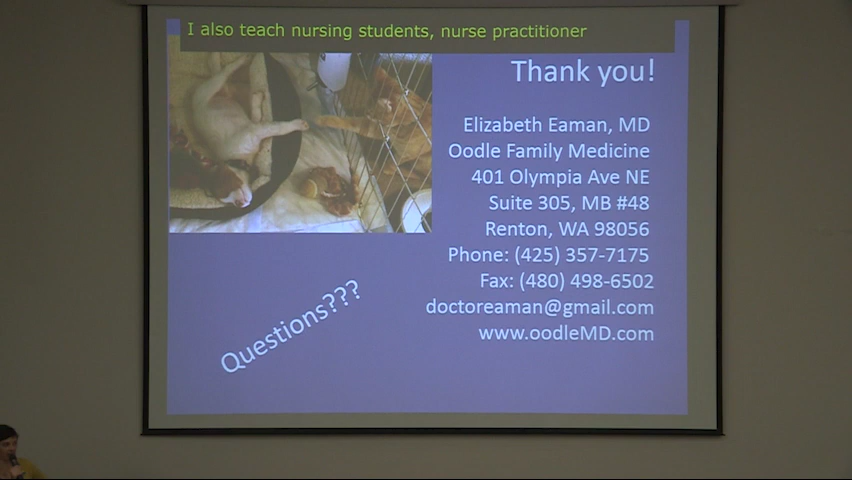 I also teach nursing students, nurse practitioner
Thank you!
Elizabeth Eaman, MD
Oodle Family Medicine
401 Olympia Ave NE
Suite 305, MB #48
Renton, WA 98056
Phone: (425) 357-7175
Fax: (480) 498-6502
doctoreaman@gmail.com
www.oodleMD.com
Questions???